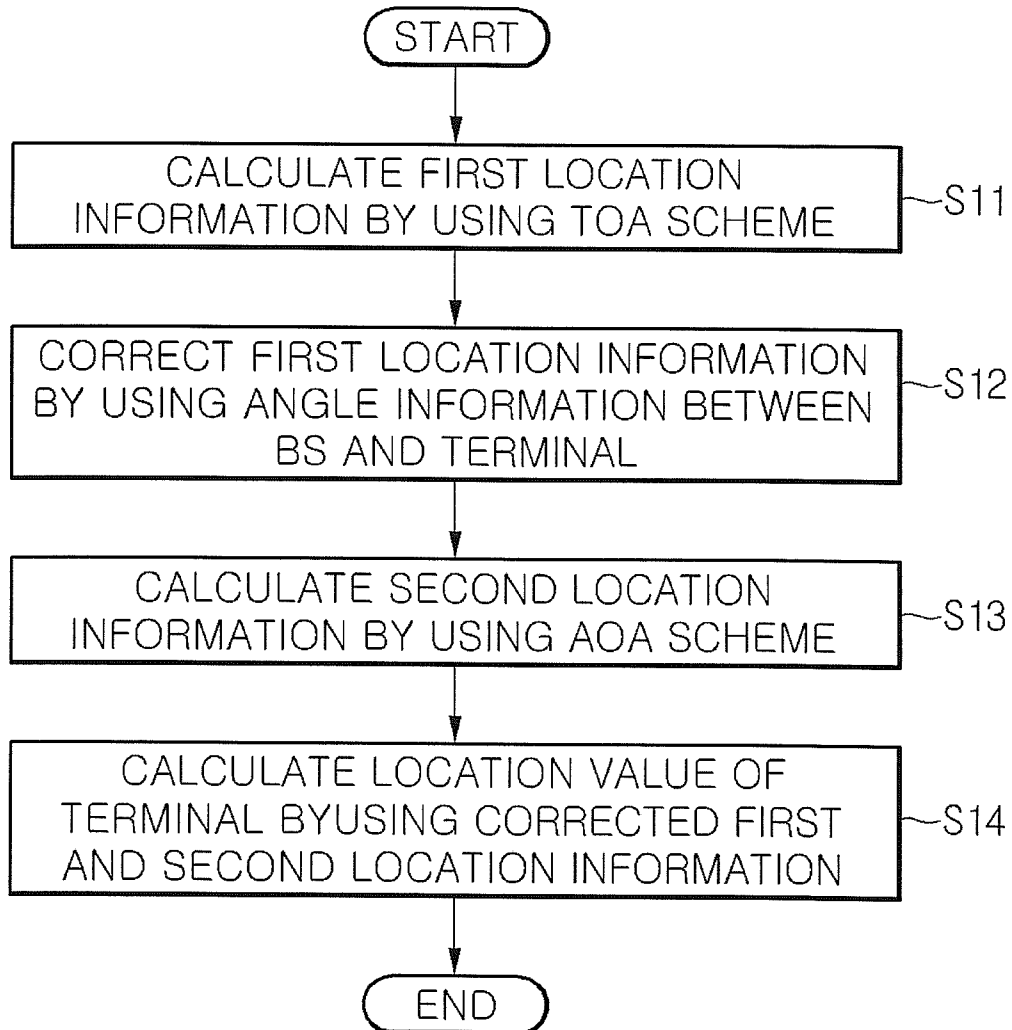 START
CALCULATE FIRST LOCATION
INFORMATION BY USING TOA SCHEME
S11
CORRECT FIRST LOCATION INFORMATION
BY USING ANGLE INFORMATION BETWEEN
BS AND TERMINAL
S12
CALCULATE SECOND LOCATION
INFORMATION BY USING AOA SCHEME
S13
CALCULATE LOCATION VALUE OF
TERMINAL BYUSING CORRECTED FIRST
AND SECOND LOCATION INFORMATION
S14
END